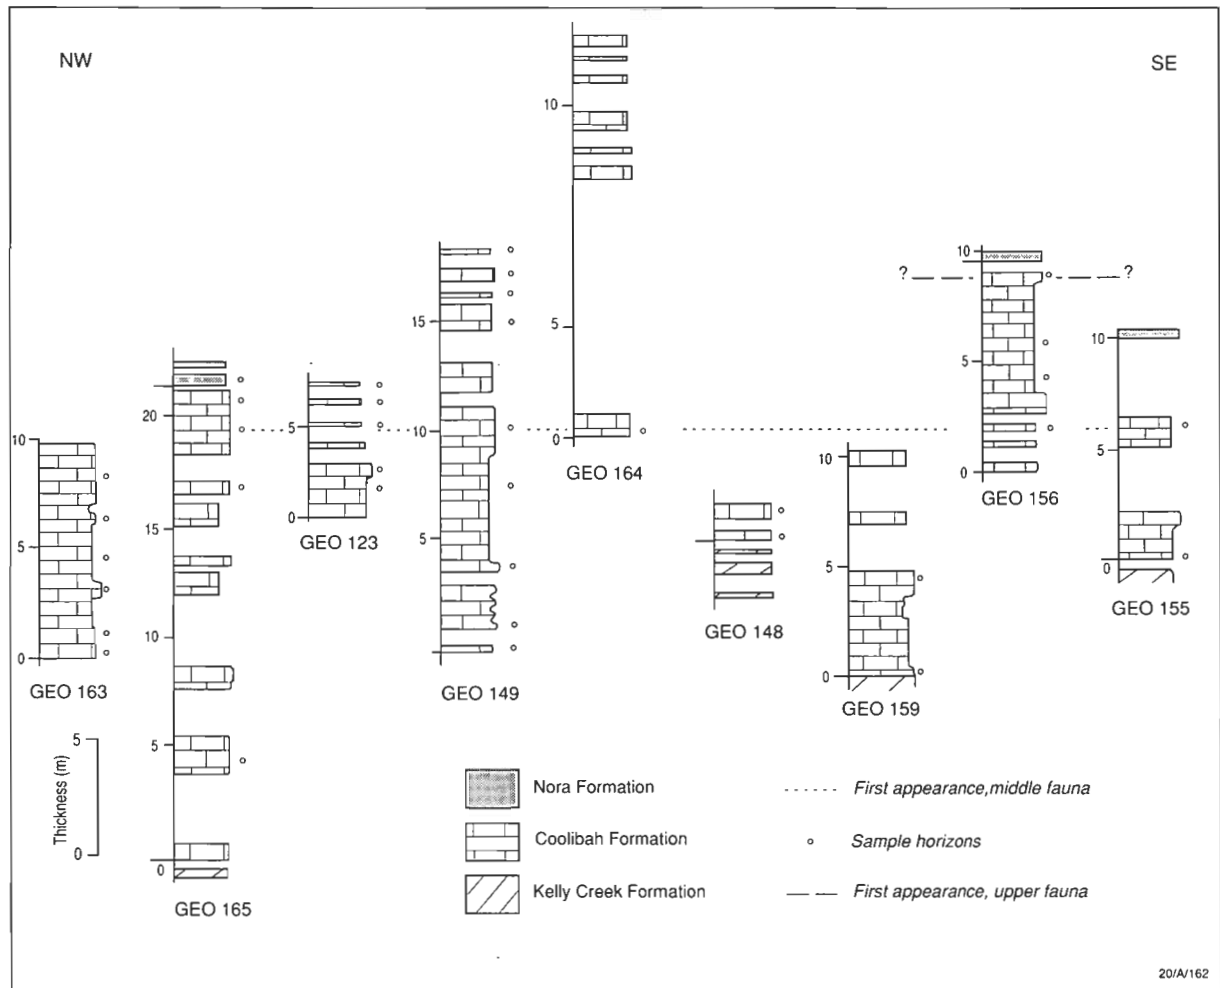 NW
SE
10
5
0
GEO 164
15
10
5
0
GEO 149
?
?
10
5
0
GEO 156
10
5
0
GEO 155
20
15
10
5
0
GEO 165
5
0
GEO 123
10
5
0
GEO 163
GEO 148
10
5
0
GEO 159
5
Thickness (m)
0
Nora Formation
Coolibah Formation
Kelly Creek Formation
First appearance,middle fauna
Sample horizons
First appearance, upper fauna
20/A/162